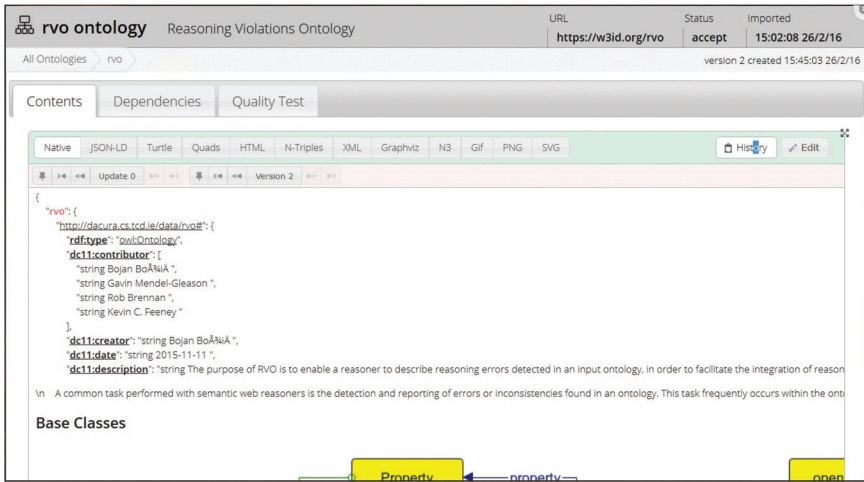 rvo ontology Reasoning Violations Ontology
URL Status Imported
https://w3id.org/rvo accept 15:02:08 26/2/16
All Ontologies rvo version 2 created 15:45:03 26/2/16
Contents Dependencies Quality Test
Native JSON-LD Turtle Quads HTML N-Triples XML Graphviz N3 Gif PNG SVG History Edit
Update 0 Version 2
{
"rvo": {
"http://dacura.cs.tcd.ie/data/rvo#": {
"rdf:type": "owl:Ontology",
"dc11:contributor": [
"string Bojan BoÅ¾iÄ ",
"string Gavin Mendel-Gleason ",
"string Rob Brennan ",
"string Kevin C. Feeney "
],
"dc11:creator": "string Bojan BoÅ¾iÄ ",
"dc11:date": "string 2015-11-11 ",
"dc11:description": "string The purpose of RVO is to enable a reasoner to describe reasoning errors detected in an input ontology, in order to facilitate the integration of reason
\n A common task performed with semantic web reasoners is the detection and reporting of errors or inconsistencies found in an ontology. This task frequently occurs within the onto
Base Classes
Property property open